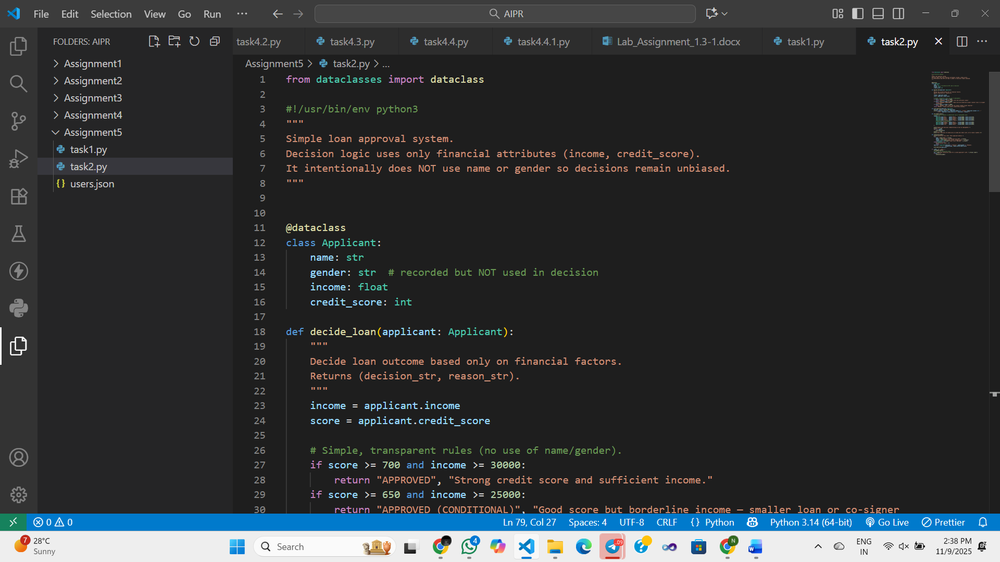 File Edit Selection View Go Run ...
AIPR
FOLDERS: AIPR
task4.2.py task4.3.py task4.4.py task4.4.1.py Lab_Assignment_1.3-1.docx task1.py task2.py
Assignment1
Assignment2
Assignment3
Assignment4
Assignment5
task1.py
task2.py
users.json
Assignment5 > task2.py > ...
1 from dataclasses import dataclass
2
3 #!/usr/bin/env python3
4 """
5 Simple loan approval system.
6 Decision logic uses only financial attributes (income, credit_score).
7 It intentionally does NOT use name or gender so decisions remain unbiased.
8 """
9
10
11 @dataclass
12 class Applicant:
13     name: str
14     gender: str  # recorded but NOT used in decision
15     income: float
16     credit_score: int
17
18 def decide_loan(applicant: Applicant):
19     """
20     Decide loan outcome based only on financial factors.
21     Returns (decision_str, reason_str).
22     """
23     income = applicant.income
24     score = applicant.credit_score
25
26     # Simple, transparent rules (no use of name/gender).
27     if score >= 700 and income >= 30000:
28         return "APPROVED", "Strong credit score and sufficient income."
29     if score >= 650 and income >= 25000:
30         return "APPROVED (CONDITIONAL)", "Good score but borderline income — smaller loan or co-signer
0 0 Ln 79, Col 27 Spaces: 4 UTF-8 CRLF {} Python Python 3.14 (64-bit) Go Live Prettier
7 28°C
Sunny
Search
4
.09
N
ENG
IN
2:38 PM
11/9/2025